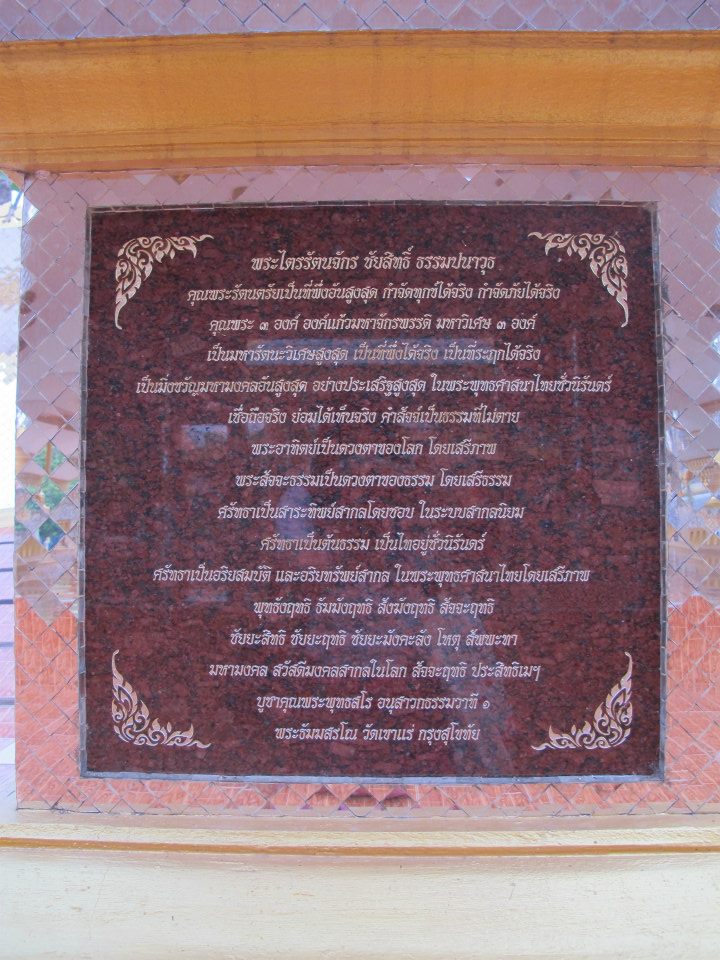 พระไตรรัตนจักร ชัยสิทธิ์ ธรรมปนาวุธ
คุณพระรัตนตรัยเป็นที่พึ่งอันสูงสุด กำจัดทุกข์ได้จริง กำจัดภัยได้จริง
คุณพระ ๓ องค์ องค์แก้วมหาจักรพรรดิ มหาวิเศษ ๓ องค์
เป็นมหารัตนะวิเศษสูงสุด เป็นที่พึ่งได้จริง เป็นที่ระฦกได้จริง
เป็นมิ่งขวัญมหามงคลอันสูงสุด อย่างประเสริฐสูงสุด ในพระพุทธศาสนาไทยชั่วนิรันดร์
เชื่อถือจริง ย่อมได้เห็นจริง คำสัจจ์เป็นธรรมที่ไม่ตาย
พระอาทิตย์เป็นดวงตาของโลก โดยเสรีภาพ
พระสัจจะธรรมเป็นดวงตาของธรรม โดยเสรีธรรม
ศรัทธาเป็นสาระทิพย์สากลโดยชอบ ในระบบสากลนิยม
ศรัทธาเป็นต้นธรรม เป็นไทอยู่ชั่วนิรันดร์
ศรัทธาเป็นอริยสมบัติ และอริยทรัพย์สากล ในพระพุทธศาสนาไทยโดยเสรีภาพ
พุทธังฤทธิ ธัมมังฤทธิ สังฆังฤทธิ สัจจะฤทธิ
ชัยยะสิทธิ ชัยยะฤทธิ ชัยยะมังคะลัง โหตุ สัพพะทา
มหามงคล สวัสดีมงคลสากลในโลก สัจจะฤทธิ ประสิทธิเมฯ
บูชาคุณพระพุทธสโร อนุสาวกธรรมวาที ๑
พระธัมมสรโณ วัดเขาแร่ กรุงสุโขทัย